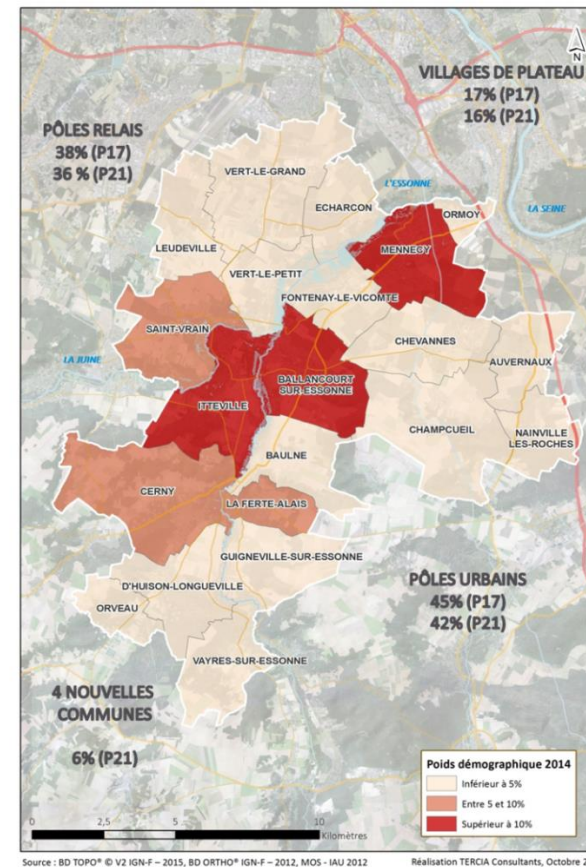 N
VILLAGES DE PLATEAU
17% (P17)
16% (P21)
PÔLES RELAIS
38% (P17)
36 % (P21)
VERT-LE-GRAND
L'ESSONNE
ECHARCON
ORMOY
LA SEINE
LEUDEVILLE
MENNECY
VERT-LE-PETIT
FONTENAY-LE-VICOMTE
SAINT-VRAIN
CHEVANNES
LA JUINE
AUVERNAUX
BALLANCOURT
SUR-ESSONNE
ITTEVILLE
CHAMPCUEIL
NAINVILLE
LES-ROCHES
BAULNE
CERNY
LA FERTE-ALAIS
GUIGNEVILLE-SUR-ESSONNE
PÔLES URBAINS
45% (P17)
42% (P21)
D'HUISON-LONGUEVILLE
ORVEAU
VAYRES-SUR-ESSONNE
4 NOUVELLES
COMMUNES
6% (P21)
Poids démographique 2014
Inférieur à 5%
Entre 5 et 10%
Supérieur à 10%
0 2,5 5 10
Kilomètres
Source : BD TOPO® © V2 IGN-F – 2015, BD ORTHO® IGN-F – 2012, MOS - IAU 2012
Réalisation TERCIA Consultants, Octobre